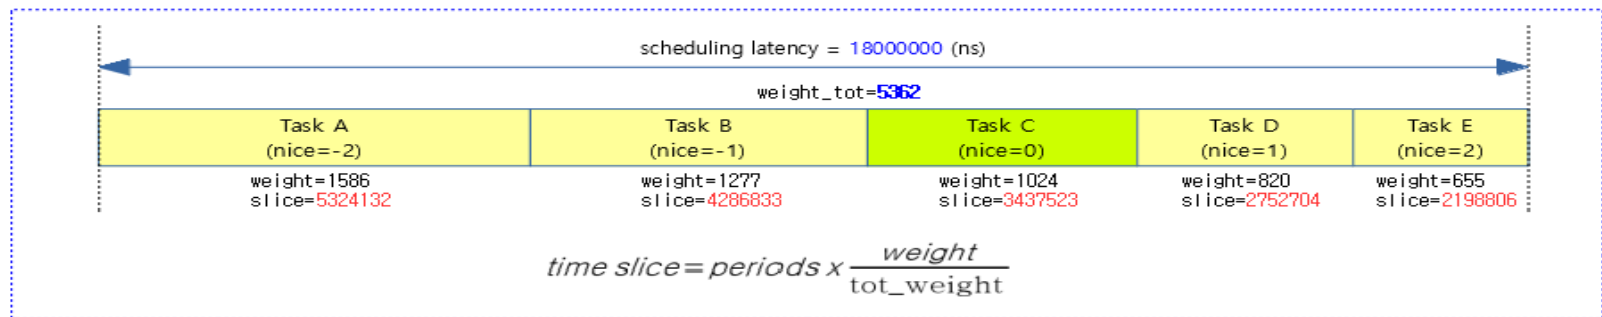 scheduling latency = 18000000 (ns)
weight_tot=5362
Task A
(nice=-2)
Task B
(nice=-1)
Task C
(nice=0)
Task D
(nice=1)
Task E
(nice=2)
weight=1586
slice=5324132
weight=1277
slice=4286833
weight=1024
slice=3437523
weight=820
slice=2752704
weight=655
slice=2198806
time slice=periods x weight
tot_weight